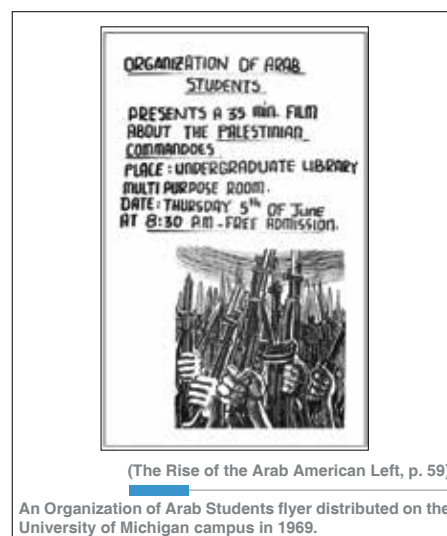 ORGANIZATION OF ARAB
STUDENTS
PRESENTS A 35 min. FILM
ABOUT THE PALESTINIAN
COMMANDOES
PLACE: UNDERGRADUATE LIBRARY
MULTI PURPOSE ROOM.
DATE: THURSDAY 5th OF June
AT 8:30 P.M - FREE ADMISSION.
(The Rise of the Arab American Left, p. 59)
An Organization of Arab Students flyer distributed on the
University of Michigan campus in 1969.